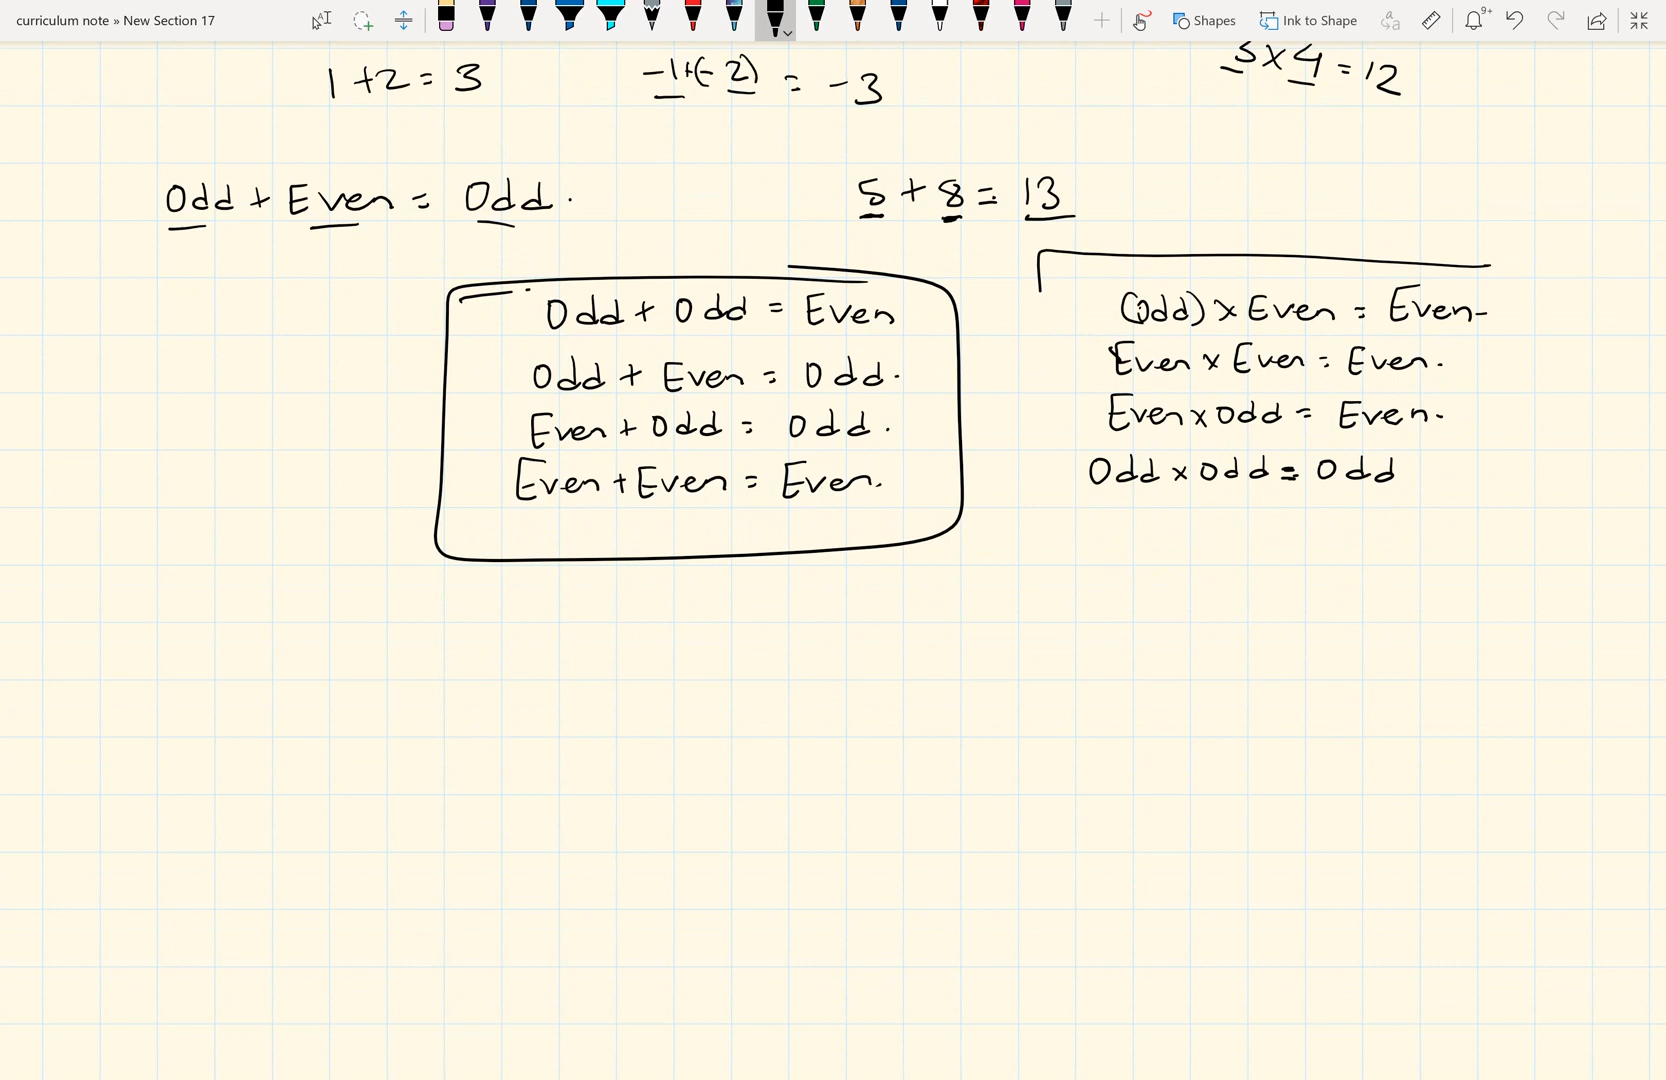 curriculum note » New Section 17
Shapes
Ink to Shape
9+
1 + 2 = 3
-1 + (- 2) = - 3
3 x 4 = 12
Odd + Even = Odd.
5 + 8 = 13
Odd + Odd = Even
Odd + Even = Odd.
Even + Odd = Odd.
Even + Even = Even.
(Odd) x Even = Even-
Even x Even = Even.
Even x Odd = Even.
Odd x Odd = Odd